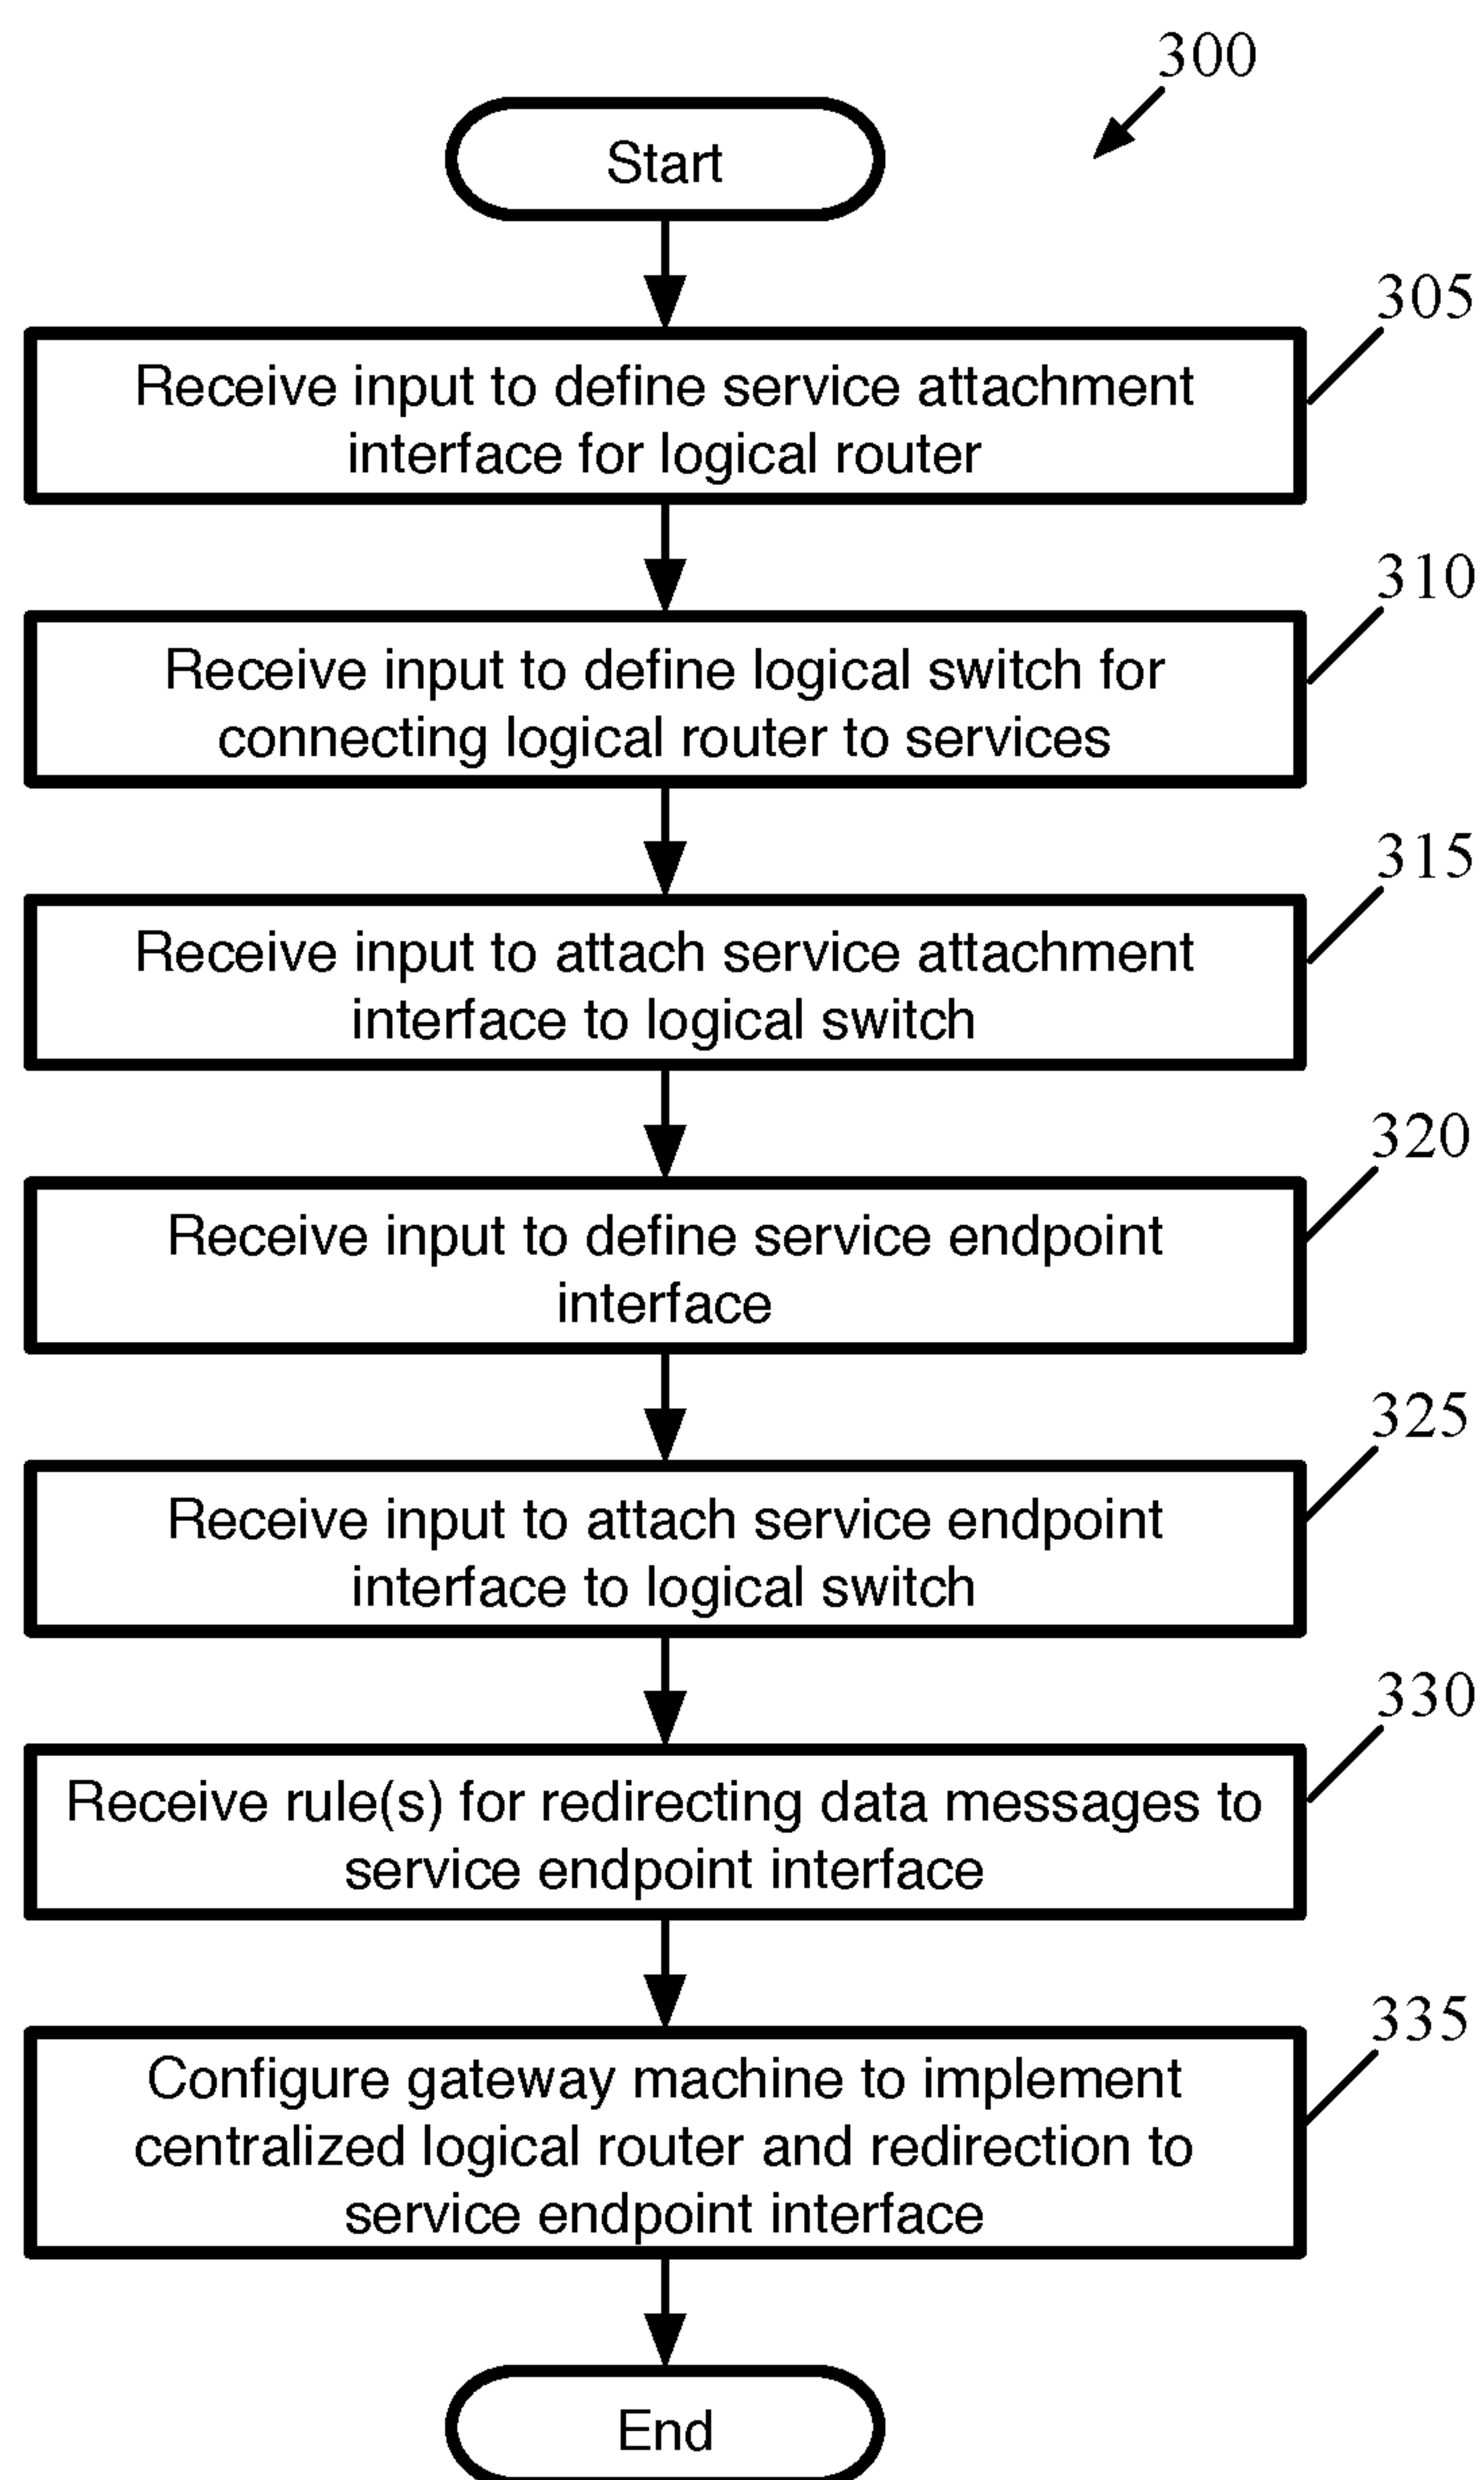 300
Start
305
Receive input to define service attachment
interface for logical router
310
Receive input to define logical switch for
connecting logical router to services
315
Receive input to attach service attachment
interface to logical switch
320
Receive input to define service endpoint
interface
325
Receive input to attach service endpoint
interface to logical switch
330
Receive rule(s) for redirecting data messages to
service endpoint interface
335
Configure gateway machine to implement
centralized logical router and redirection to
service endpoint interface
End